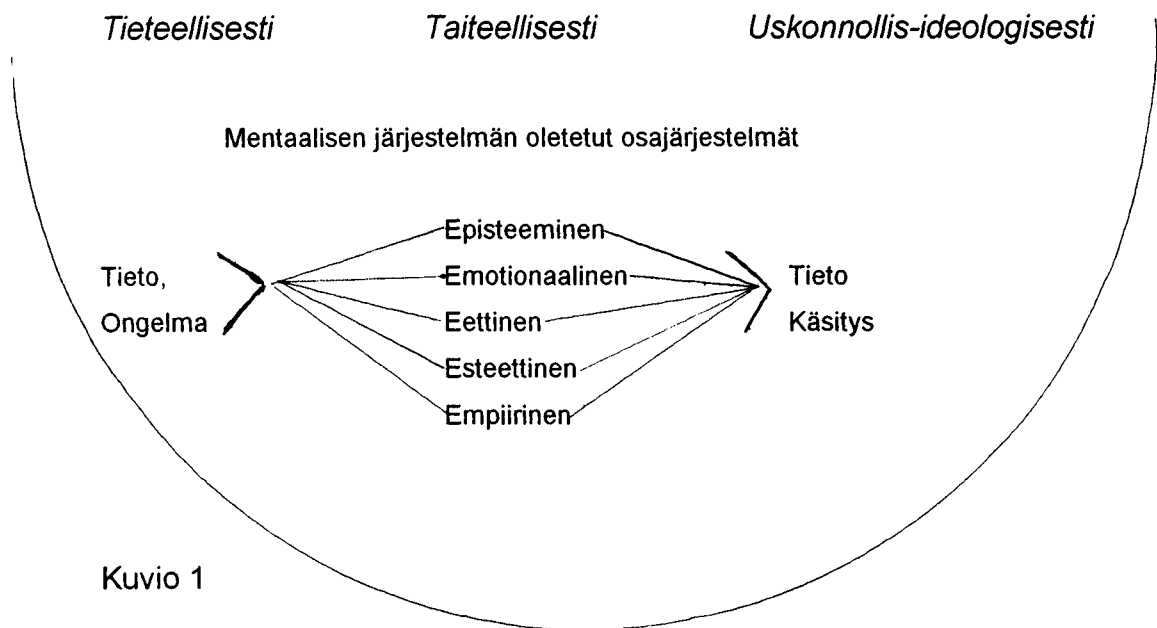 Tieteellisesti Taiteellisesti Uskonnollis-ideologisesti
Mentaalisen järjestelmän oletetut osajärjestelmät
Episteeminen
Tieto, Emotionaalinen Tieto
Ongelma Eettinen Käsitys
Esteettinen
Empiirinen
Kuvio 1